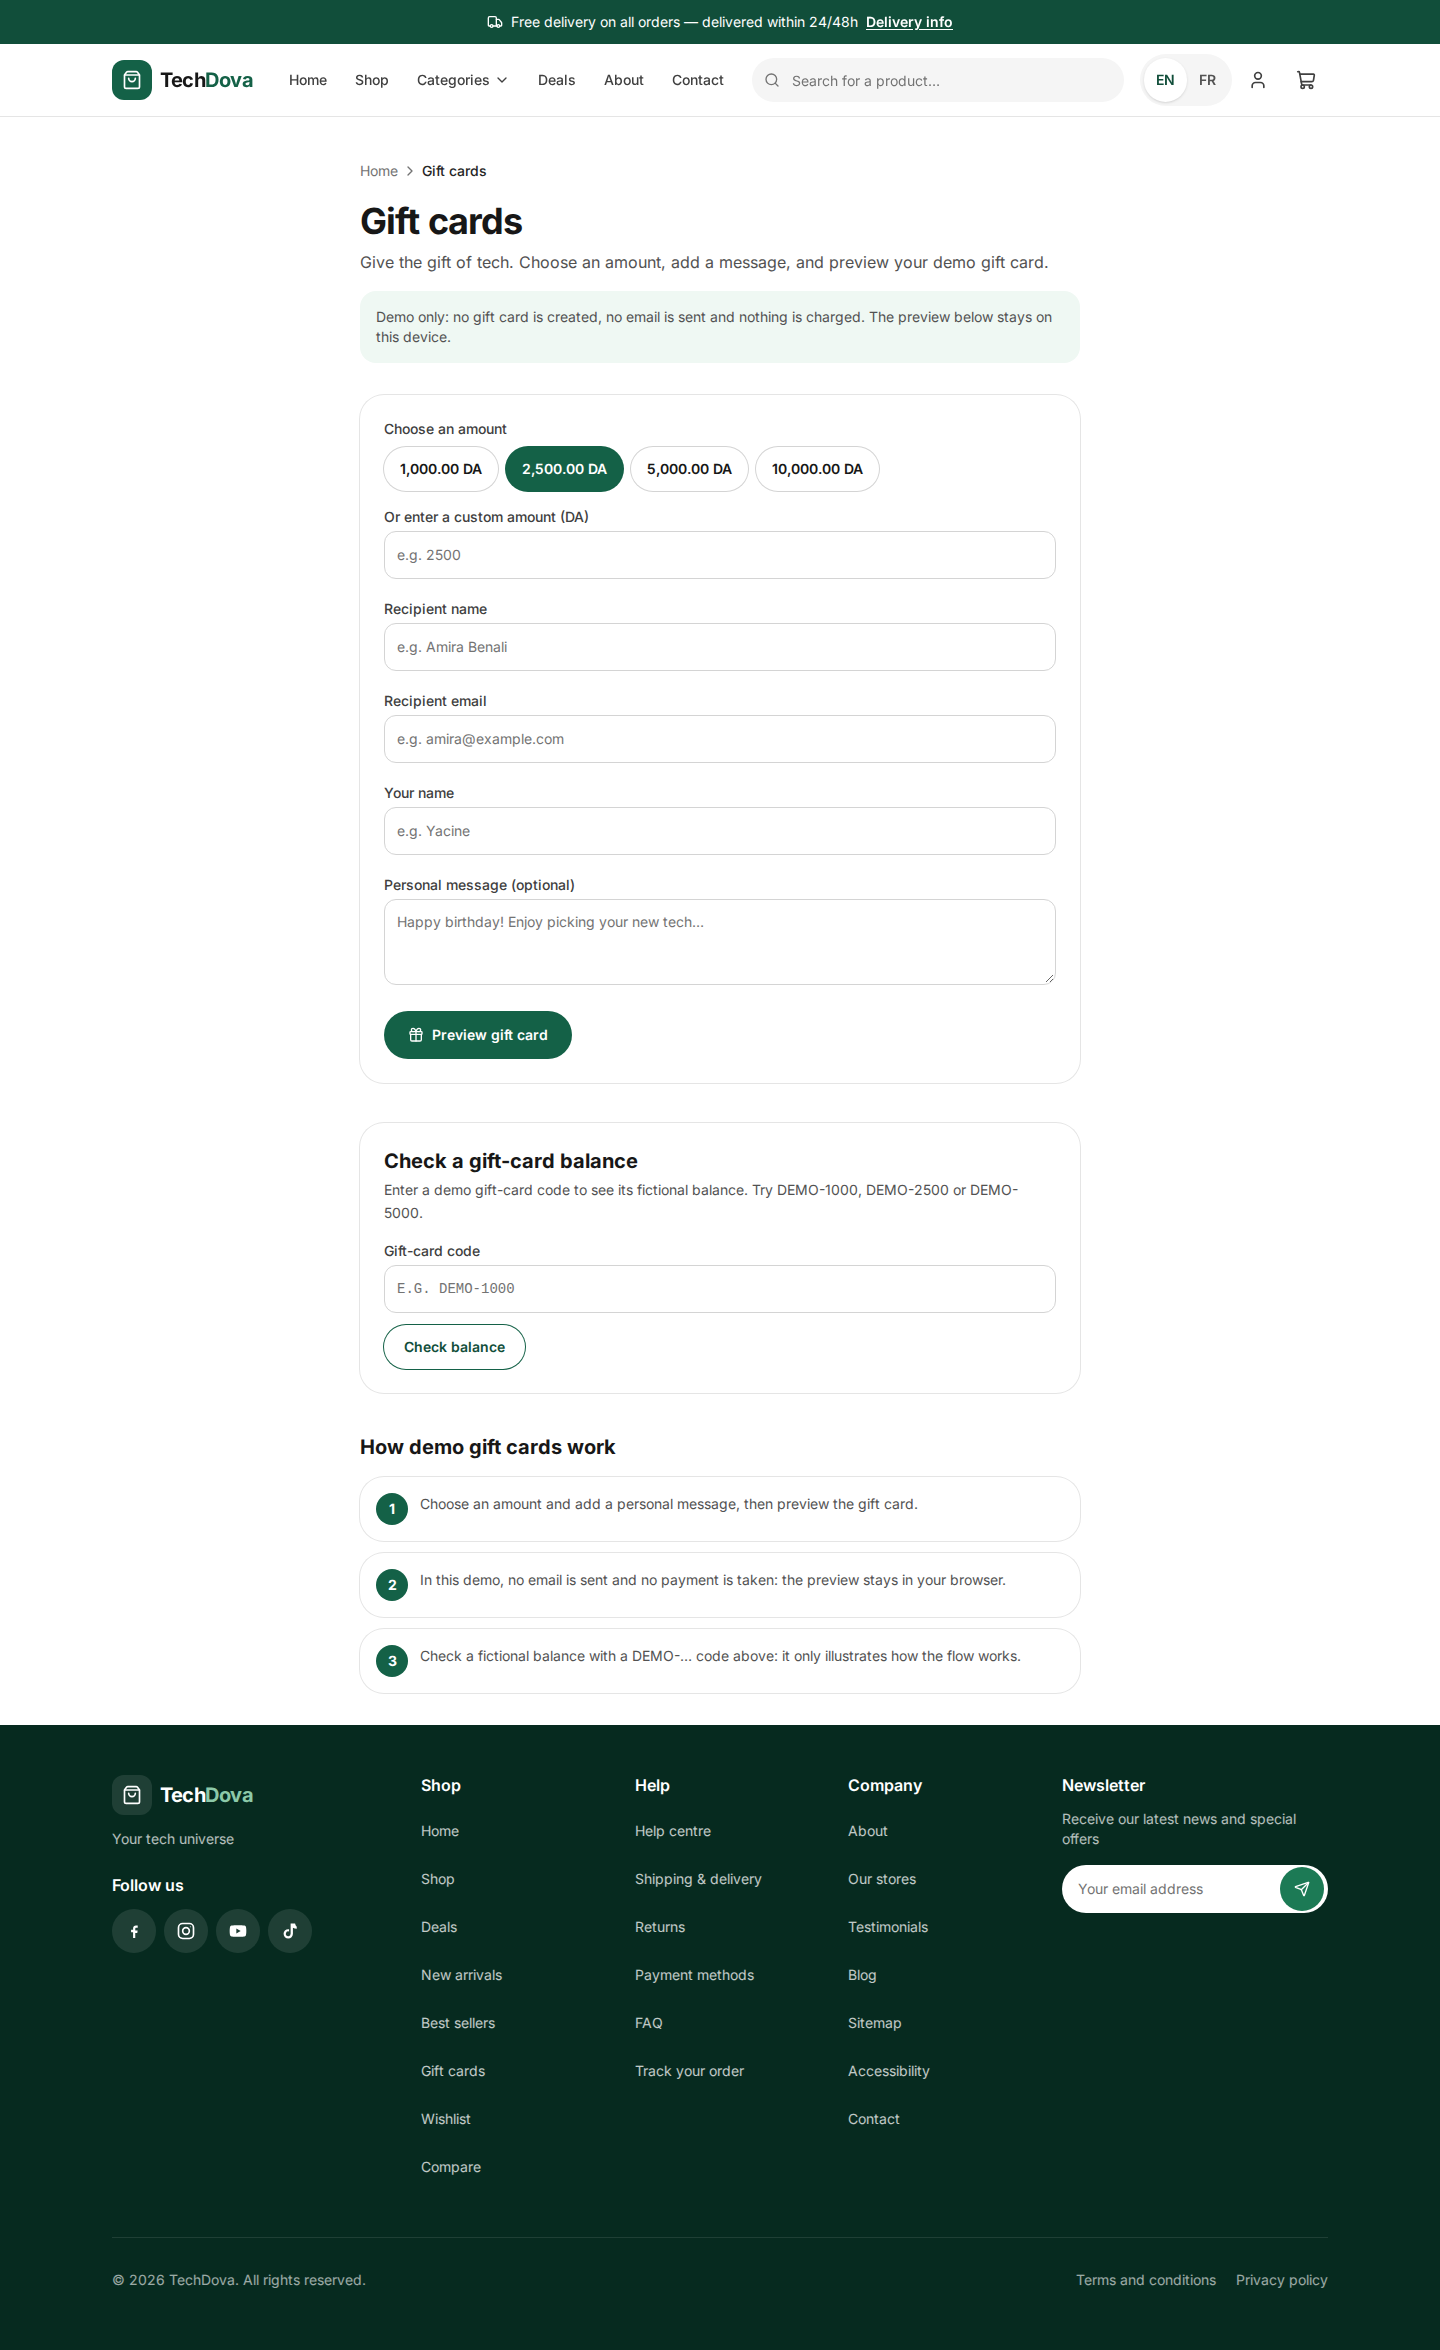 Free delivery on all orders — delivered within 24/48h Delivery info
TechDova
Home
Shop
Categories
Deals
About
Contact
Search for a product...
EN
FR
Home > Gift cards
Gift cards
Give the gift of tech. Choose an amount, add a message, and preview your demo gift card.
Demo only: no gift card is created, no email is sent and nothing is charged. The preview below stays on
this device.
Choose an amount
1,000.00 DA
2,500.00 DA
5,000.00 DA
10,000.00 DA
Or enter a custom amount (DA)
e.g. 2500
Recipient name
e.g. Amira Benali
Recipient email
e.g. amira@example.com
Your name
e.g. Yacine
Personal message (optional)
Happy birthday! Enjoy picking your new tech...
Preview gift card
Check a gift-card balance
Enter a demo gift-card code to see its fictional balance. Try DEMO-1000, DEMO-2500 or DEMO-
5000.
Gift-card code
E.G. DEMO-1000
Check balance
How demo gift cards work
1 Choose an amount and add a personal message, then preview the gift card.
2 In this demo, no email is sent and no payment is taken: the preview stays in your browser.
3 Check a fictional balance with a DEMO-... code above: it only illustrates how the flow works.
TechDova
Your tech universe
Follow us
Shop
Home
Shop
Deals
New arrivals
Best sellers
Gift cards
Wishlist
Compare
Help
Help centre
Shipping & delivery
Returns
Payment methods
FAQ
Track your order
Company
About
Our stores
Testimonials
Blog
Sitemap
Accessibility
Contact
Newsletter
Receive our latest news and special
offers
Your email address
© 2026 TechDova. All rights reserved.
Terms and conditions
Privacy policy